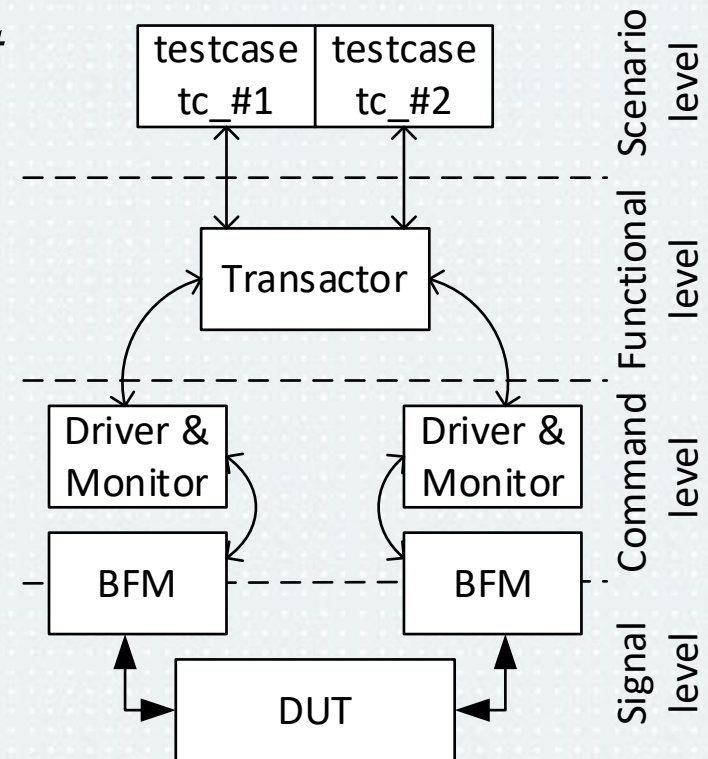 testcase
tc_#1
testcase
tc_#2
Scenario
level
Transactor
Functional
level
Driver &
Monitor
Driver &
Monitor
Command
level
BFM
BFM
DUT
Signal
level